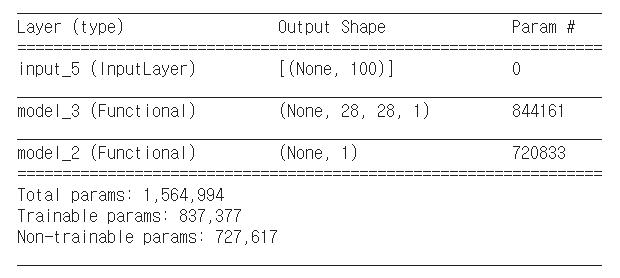 Layer (type) Output Shape Param #
input_5 (InputLayer) [(None, 100)] 0
model_3 (Functional) (None, 28, 28, 1) 844161
model_2 (Functional) (None, 1) 720833
Total params: 1,564,994
Trainable params: 837,377
Non-trainable params: 727,617